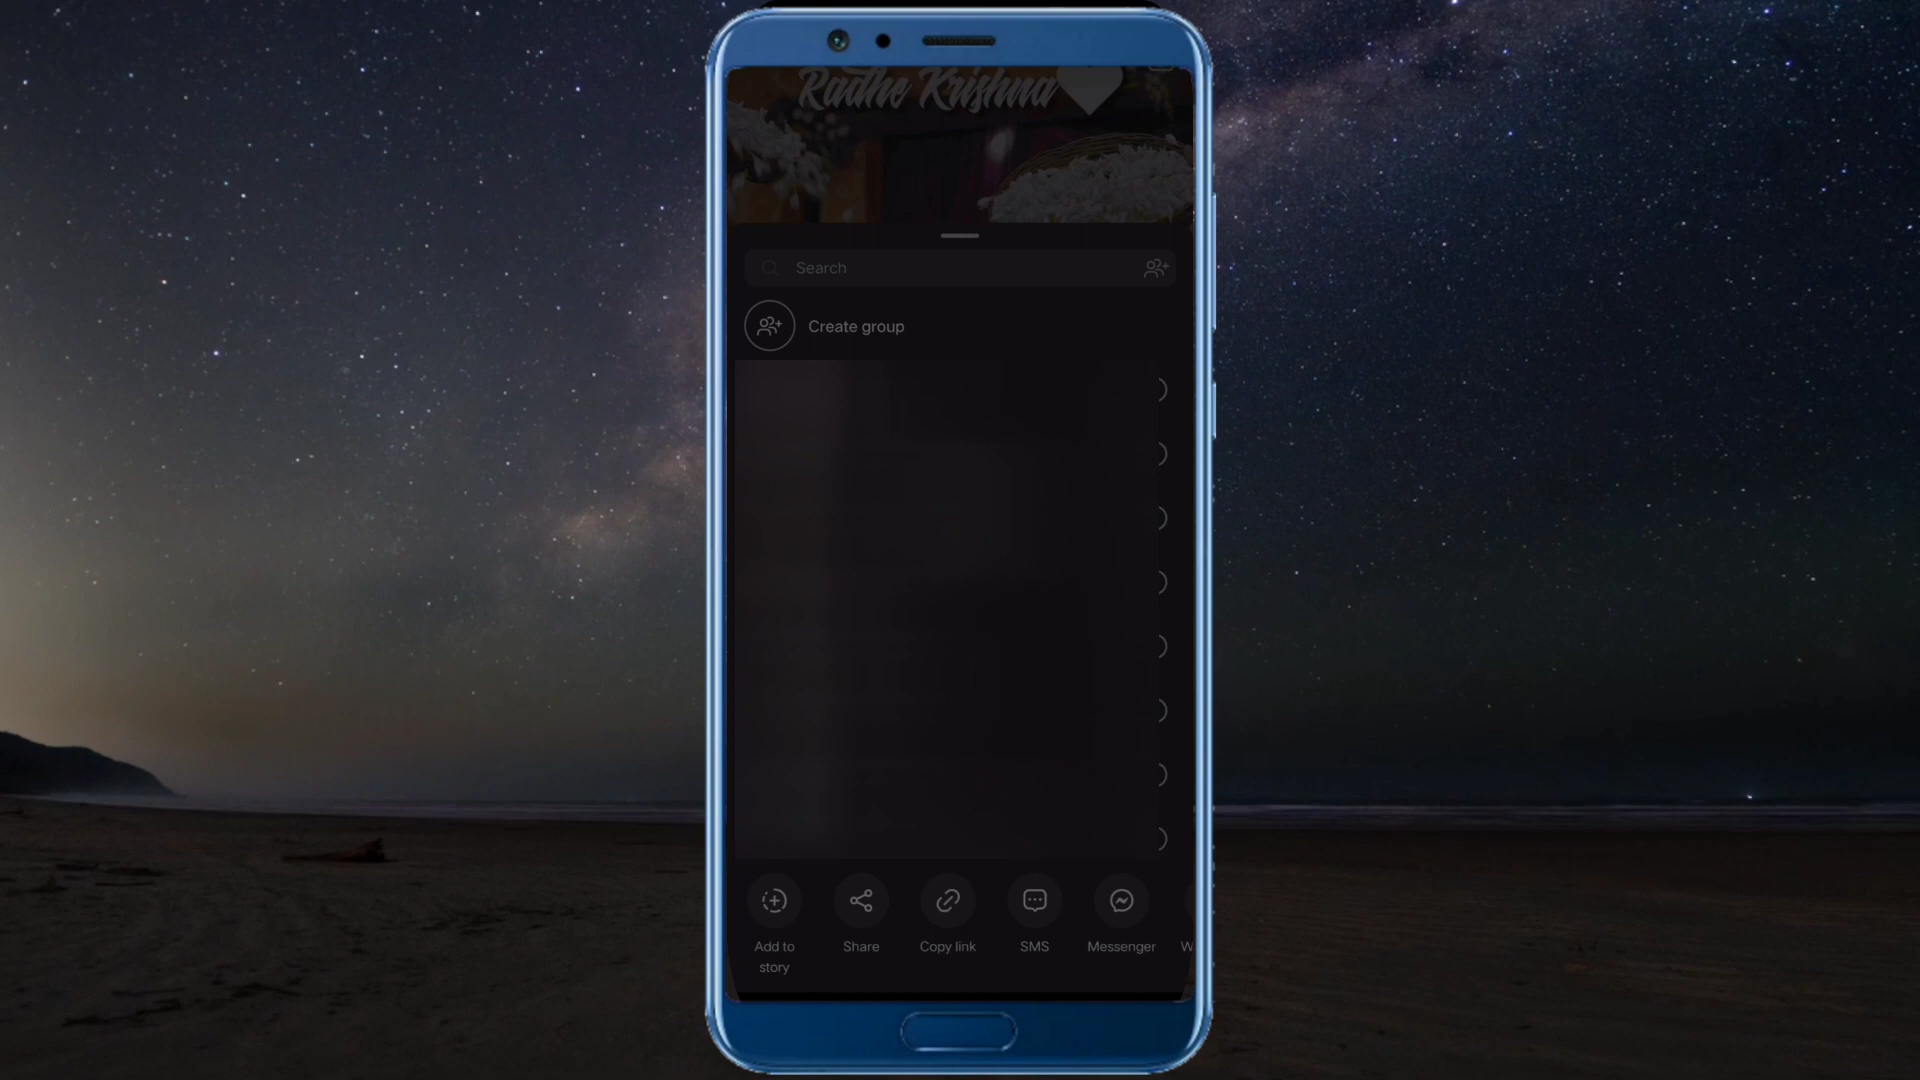 Radhe Krishna
Search
Create group
Add to story
Share
Copy link
SMS
Messenger
W